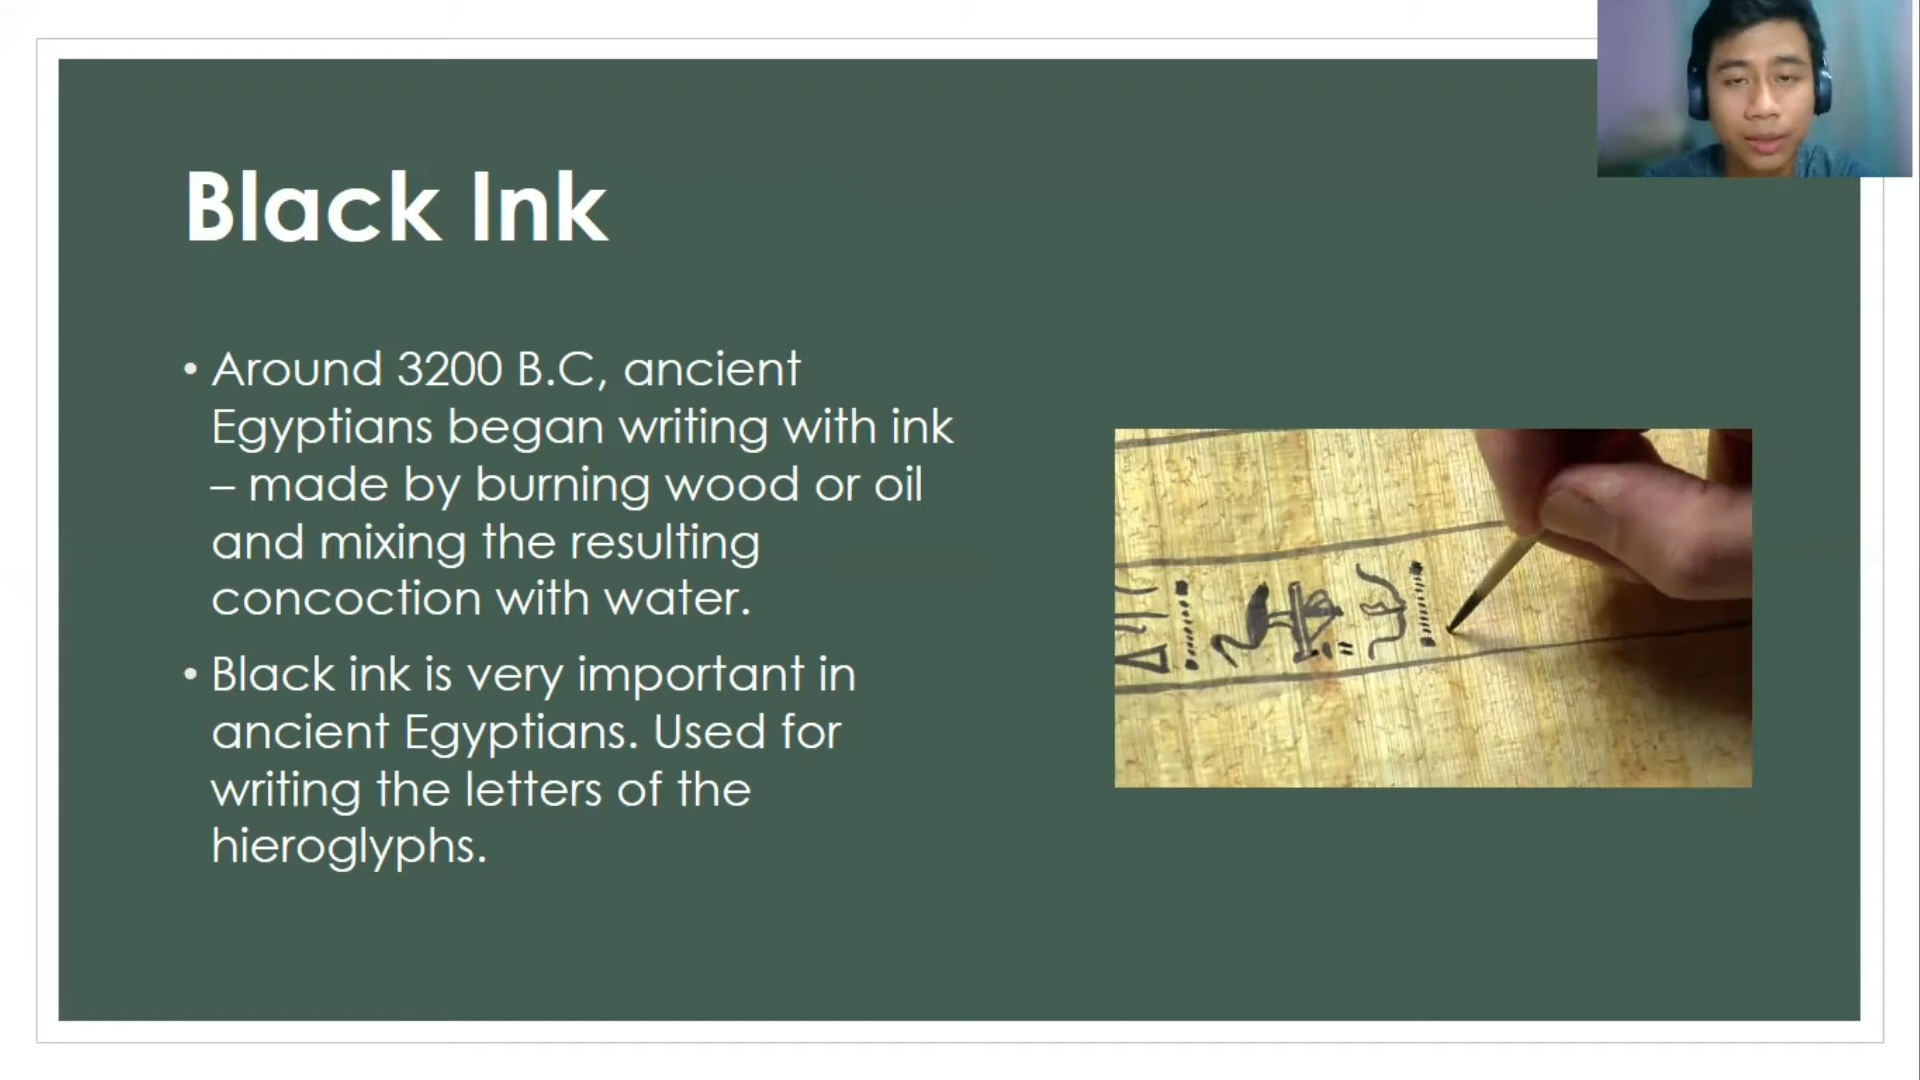 Black Ink
• Around 3200 B.C, ancient
Egyptians began writing with ink
– made by burning wood or oil
and mixing the resulting
concoction with water.
• Black ink is very important in
ancient Egyptians. Used for
writing the letters of the
hieroglyphs.